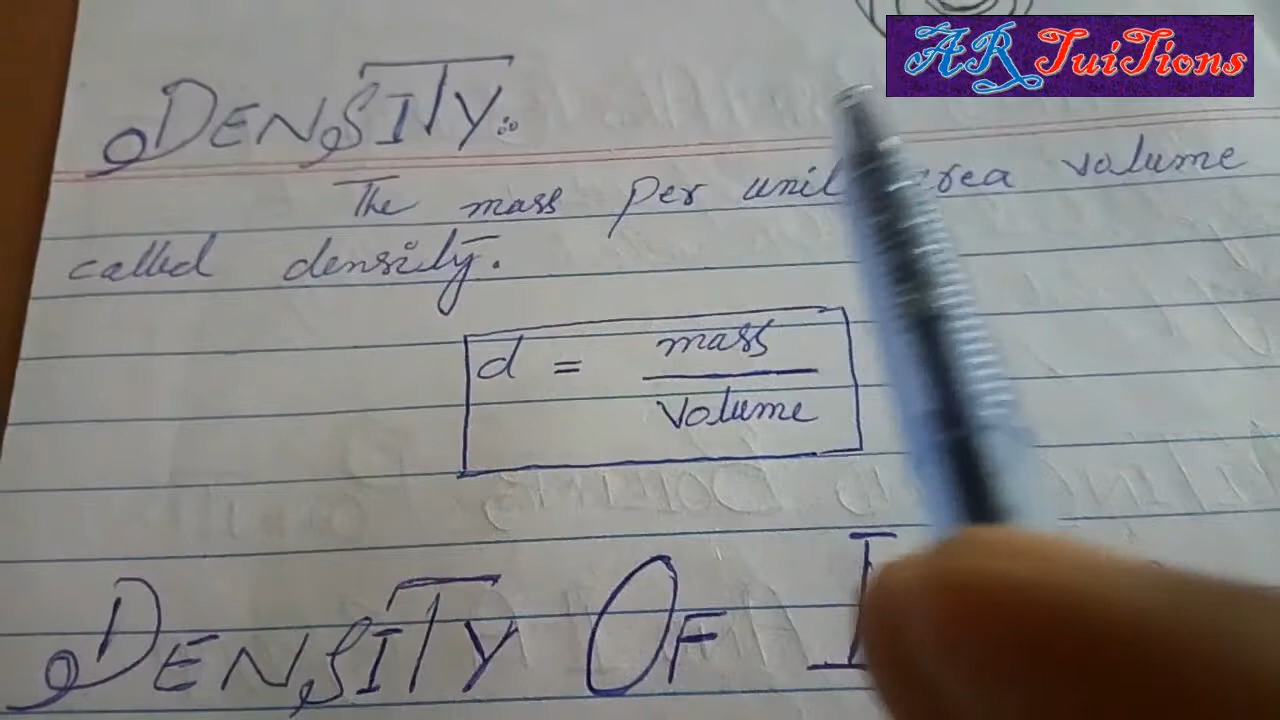 AR TuiTions
DENSITY:
The mass per unit area volume
called density.
d = mass
volume
DENSITY OF I